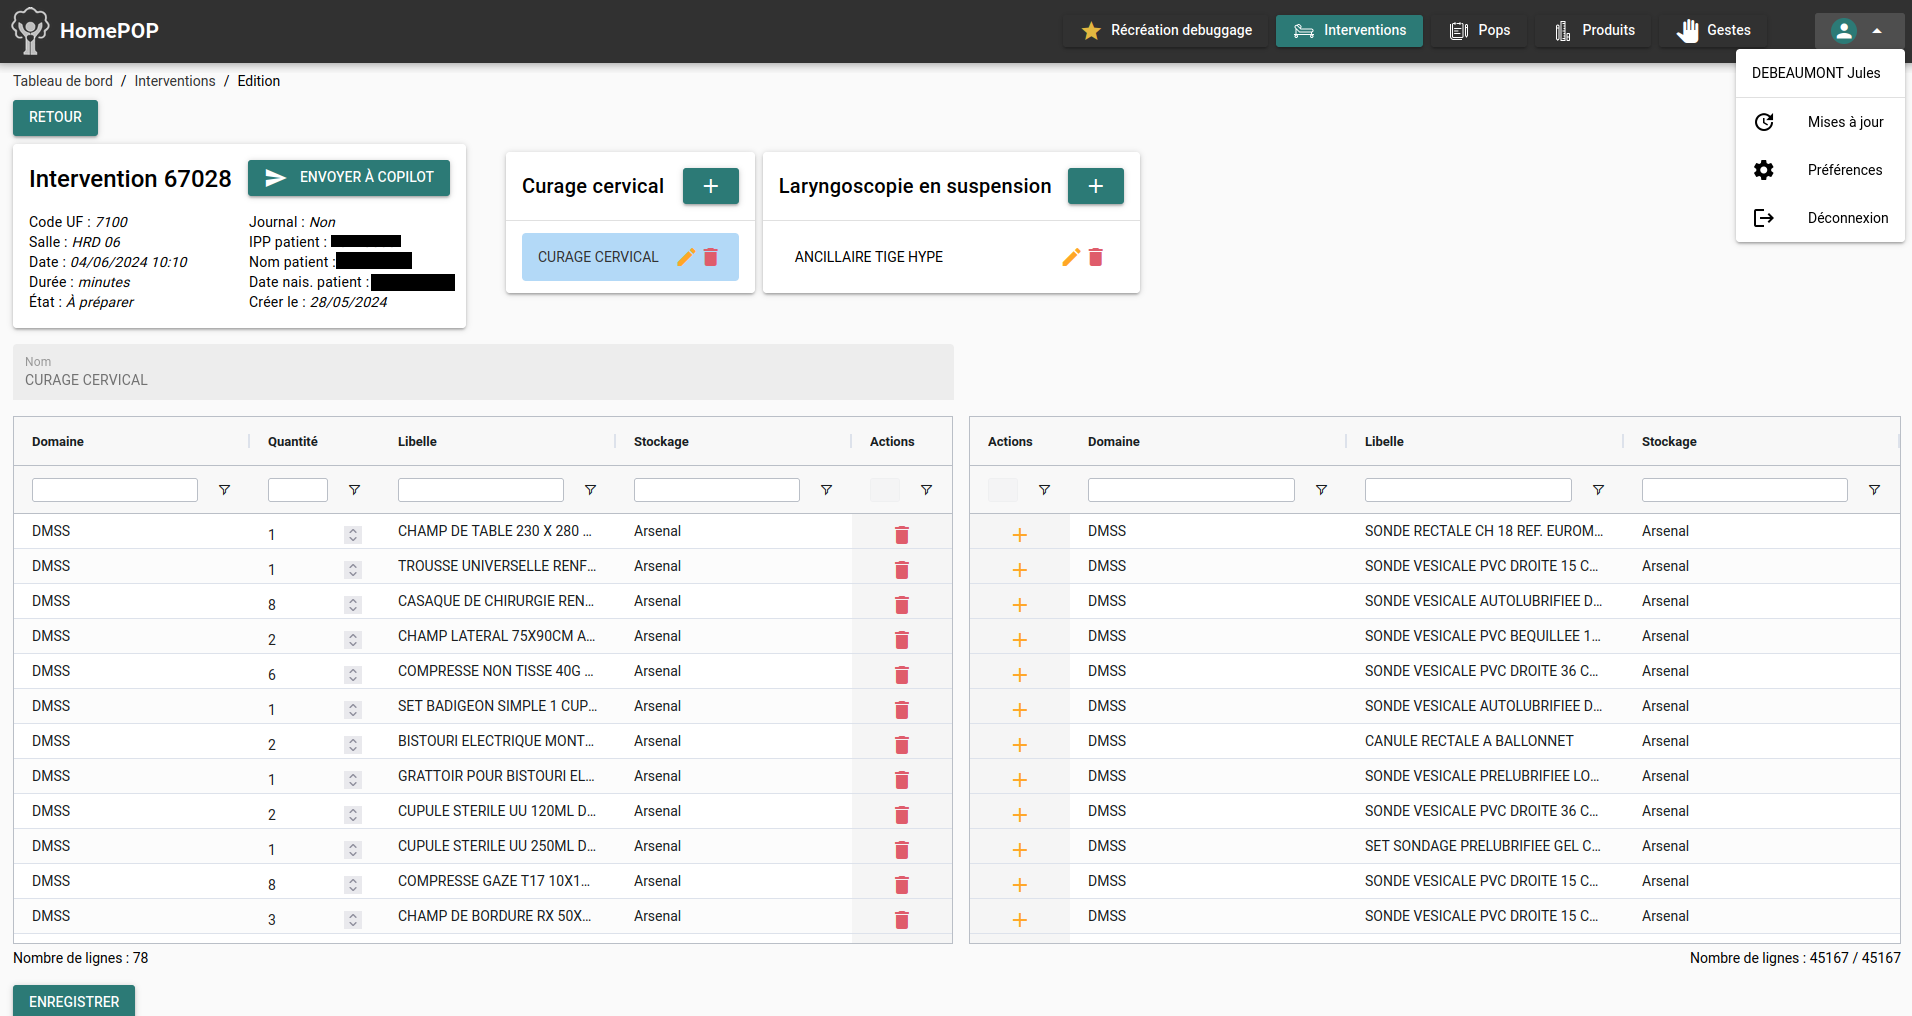 HomePOP
Récréation debuggage
Interventions
Pops
Produits
Gestes
DEBEAUMONT Jules
Mises à jour
Préférences
Déconnexion
Tableau de bord / Interventions / Edition
RETOUR
Intervention 67028
ENVOYER À COPILOT
Code UF : 7100
Salle : HRD 06
Date : 04/06/2024 10:10
Durée : minutes
État : À préparer
Journal : Non
IPP patient :
Nom patient :
Date nais. patient :
Créer le : 28/05/2024
Curage cervical
+
CURAGE CERVICAL
Laryngoscopie en suspension
+
ANCILLAIRE TIGE HYPE
Nom
CURAGE CERVICAL
Domaine Quantité Libelle Stockage Actions
DMSS 1 CHAMP DE TABLE 230 X 280 ... Arsenal
DMSS 1 TROUSSE UNIVERSELLE RENF... Arsenal
DMSS 8 CASAQUE DE CHIRURGIE REN... Arsenal
DMSS 2 CHAMP LATERAL 75X90CM A... Arsenal
DMSS 6 COMPRESSE NON TISSE 40G ... Arsenal
DMSS 1 SET BADIGEON SIMPLE 1 CUP... Arsenal
DMSS 2 BISTOURI ELECTRIQUE MONT... Arsenal
DMSS 1 GRATTOIR POUR BISTOURI EL... Arsenal
DMSS 2 CUPULE STERILE UU 120ML D... Arsenal
DMSS 1 CUPULE STERILE UU 250ML D... Arsenal
DMSS 8 COMPRESSE GAZE T17 10X1... Arsenal
DMSS 3 CHAMP DE BORDURE RX 50X... Arsenal
Nombre de lignes : 78
Actions Domaine Libelle Stockage
+ DMSS SONDE RECTALE CH 18 REF. EUROM... Arsenal
+ DMSS SONDE VESICALE PVC DROITE 15 C... Arsenal
+ DMSS SONDE VESICALE AUTOLUBRIFIEE D... Arsenal
+ DMSS SONDE VESICALE PVC BEQUILLEE 1... Arsenal
+ DMSS SONDE VESICALE PVC DROITE 36 C... Arsenal
+ DMSS SONDE VESICALE AUTOLUBRIFIEE D... Arsenal
+ DMSS CANULE RECTALE A BALLONNET Arsenal
+ DMSS SONDE VESICALE PRELUBRIFIEE LO... Arsenal
+ DMSS SONDE VESICALE PVC DROITE 36 C... Arsenal
+ DMSS SET SONDAGE PRELUBRIFIEE GEL C... Arsenal
+ DMSS SONDE VESICALE PVC DROITE 15 C... Arsenal
+ DMSS SONDE VESICALE PVC DROITE 15 C... Arsenal
Nombre de lignes : 45167 / 45167
ENREGISTRER